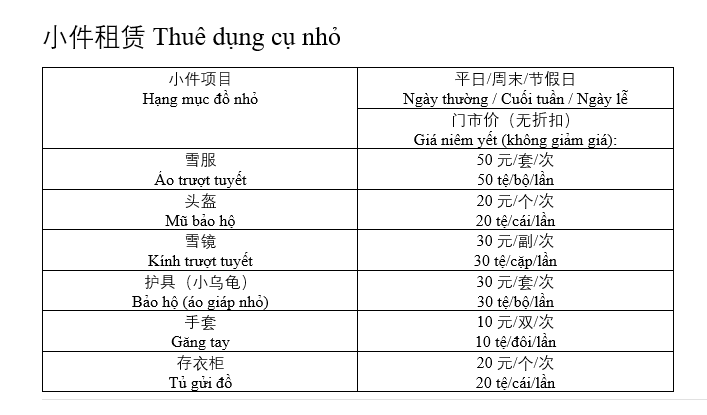 小件租赁 Thuê dụng cụ nhỏ
小件项目
Hạng mục đồ nhỏ
平日/周末/节假日
Ngày thường / Cuối tuần / Ngày lễ
门市价（无折扣）
Giá niêm yết (không giảm giá):
雪服
Áo trượt tuyết
50 元/套/次
50 tệ/bộ/lần
头盔
Mũ bảo hộ
20 元/个/次
20 tệ/cái/lần
雪镜
Kính trượt tuyết
30 元/副/次
30 tệ/cặp/lần
护具（小乌龟）
Bảo hộ (áo giáp nhỏ)
30 元/套/次
30 tệ/bộ/lần
手套
Găng tay
10 元/双/次
10 tệ/đôi/lần
存衣柜
Tủ gửi đồ
20 元/个/次
20 tệ/cái/lần